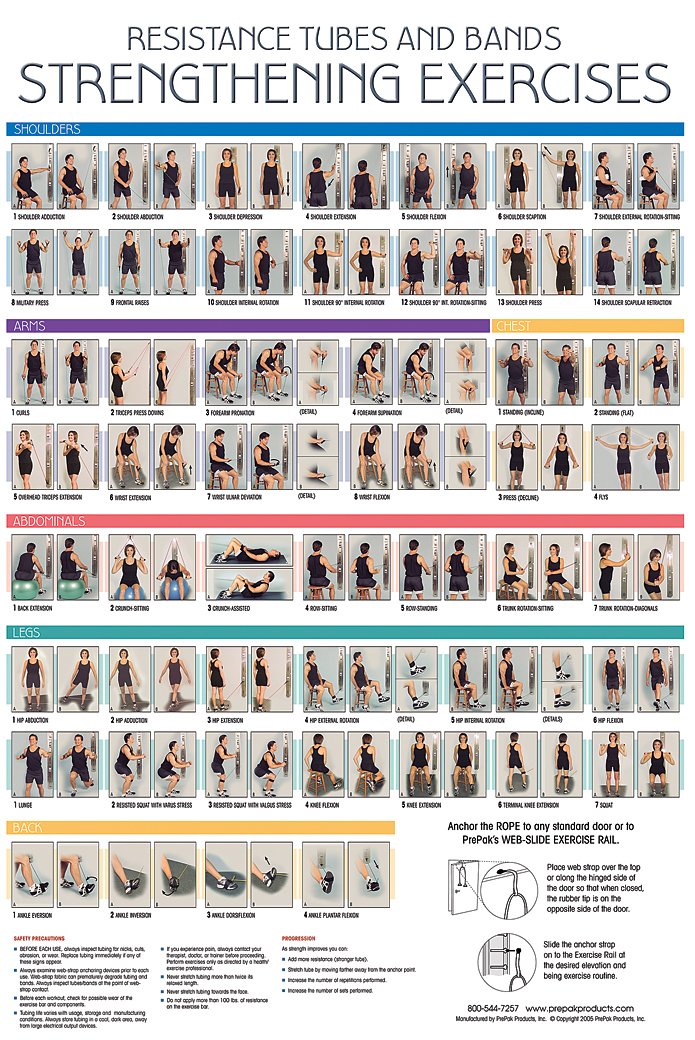 RESISTANCE TUBES AND BANDS
STRENGTHENING EXERCISES
SHOULDERS
1 SHOULDER ADDUCTION
2 SHOULDER ABDUCTION
3 SHOULDER DEPRESSION
4 SHOULDER EXTENSION
5 SHOULDER FLEXION
6 SHOULDER SCAPTION
7 SHOULDER EXTERNAL ROTATION-SITTING
8 MILITARY PRESS
9 FRONTAL RAISES
10 SHOULDER INTERNAL ROTATION
11 SHOULDER 90° INTERNAL ROTATION
12 SHOULDER 90° INT. ROTATION-SITTING
13 SHOULDER PRESS
14 SHOULDER SCAPULAR RETRACTION
ARMS
1 CURLS
2 TRICEPS PRESS DOWNS
3 FOREARM PRONATION
(DETAIL)
4 FOREARM SUPINATION
(DETAIL)
5 OVERHEAD TRICEPS EXTENSION
6 WRIST EXTENSION
7 WRIST ULNAR DEVIATION
(DETAIL)
8 WRIST FLEXION
(DETAIL)
CHEST
1 STANDING (INCLINE)
2 STANDING (FLAT)
3 PRESS (DECLINE)
4 FLYS
ABDOMINALS
1 BACK EXTENSION
2 CRUNCH-SITTING
3 CRUNCH-ASSISTED
4 ROW-SITTING
5 ROW-STANDING
6 TRUNK ROTATION-SITTING
7 TRUNK ROTATION-DIAGONALS
LEGS
1 HIP ABDUCTION
2 HIP ADDUCTION
3 HIP EXTENSION
4 HIP EXTERNAL ROTATION
(DETAIL)
5 HIP INTERNAL ROTATION
(DETAILS)
6 HIP FLEXION
1 LUNGE
2 RESISTED SQUAT WITH VARUS STRESS
3 RESISTED SQUAT WITH VALGUS STRESS
4 KNEE FLEXION
5 KNEE EXTENSION
6 TERMINAL KNEE EXTENSION
7 SQUAT
BACK
1 ANKLE EVERSION
2 ANKLE INVERSION
3 ANKLE DORSIFLEXION
4 ANKLE PLANTAR FLEXION
Anchor the ROPE to any standard door or to
PrePak's WEB-SLIDE EXERCISE RAIL.
Place web strap over the top
or along the hinged side of
the door so that when closed,
the rubber tip is on the
opposite side of the door.
Slide the anchor strap
on to the Exercise Rail at
the desired elevation and
being exercise routine.
SAFETY PRECAUTIONS
BEFORE EACH USE, always inspect tubing for nicks, cuts,
abrasion, or wear. Replace tubing immediately if any of
these signs appear.
Always examine web-strap anchoring devices prior to each
use. Web-strap fabric can prematurely degrade tubing and
bands. Always inspect tubes/bands at the point of web-
strap contact.
Before each workout, check for possible wear of the
exercise bar and components.
Tubing life varies with usage, storage and manufacturing
conditions. Always store tubing in a cool, dark area, away
from large electrical output devices.
If you experience pain, always contact your
therapist, doctor, or trainer before proceeding.
Perform exercises only as directed by a health/
exercise professional.
Never stretch tubing more than twice its
relaxed length.
Never stretch tubing towards the face.
Do not apply more than 100 lbs. of resistance
on the exercise bar.
PROGRESSION
As strength improves you can:
Add more resistance (stronger tube).
Stretch tube by moving farther away from the anchor point.
Increase the number of repetitions performed.
Increase the number of sets performed.
800-544-7257 www.prepakproducts.com
Manufactured by PrePak Products, Inc. © Copyright 2005 PrePak Products, Inc.